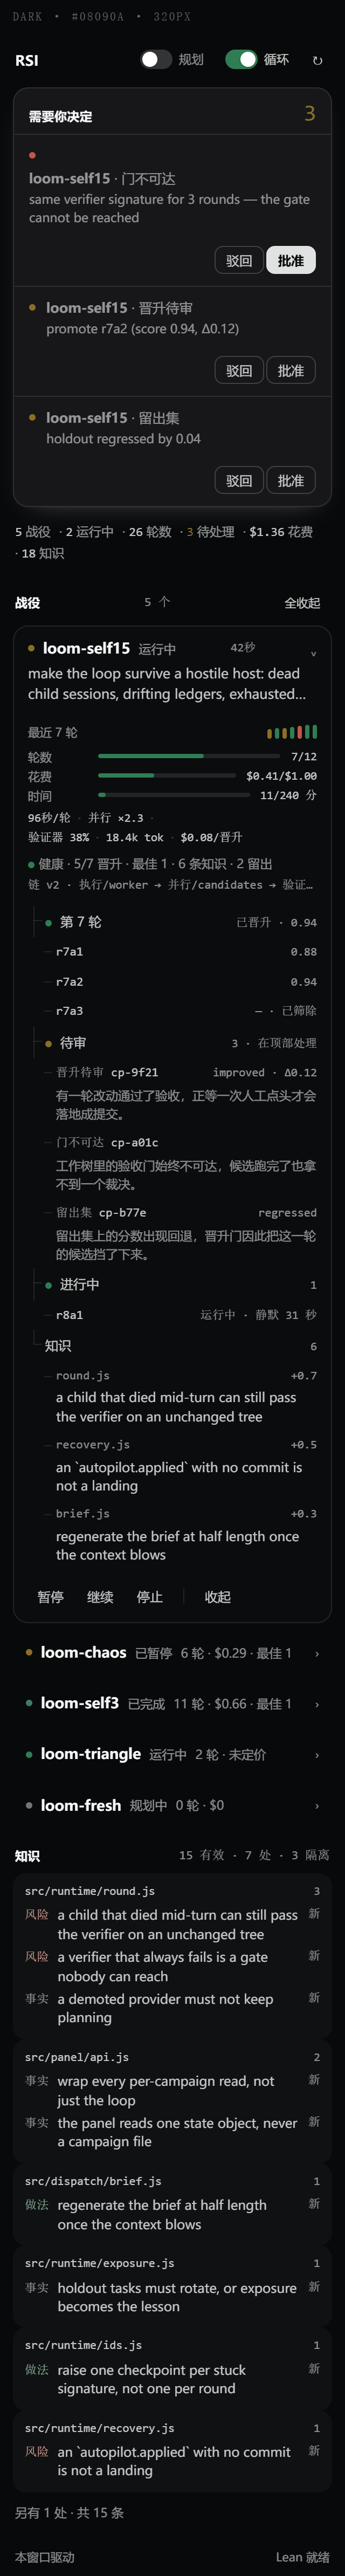 DARK • #08090A • 320PX
RSI 规划 循环 ↻
需要你决定 3
loom-self15 · 门不可达
same verifier signature for 3 rounds — the gate
cannot be reached
驳回 批准
loom-self15 · 晋升待审
promote r7a2 (score 0.94, Δ0.12)
驳回 批准
loom-self15 · 留出集
holdout regressed by 0.04
驳回 批准
5 战役 · 2 运行中 · 26 轮数 · 3 待处理 · $1.36 花费
· 18 知识
战役 5 个 全收起
loom-self15 运行中 42秒
make the loop survive a hostile host: dead
child sessions, drifting ledgers, exhausted…
最近 7 轮
轮数 7/12
花费 $0.41/$1.00
时间 11/240 分
96秒/轮 · 并行 ×2.3 ·
验证器 38% · 18.4k tok · $0.08/晋升
健康 · 5/7 晋升 · 最佳 1 · 6 条知识 · 2 留出
链 v2 · 执行/worker → 并行/candidates → 验证…
第 7 轮 已晋升 · 0.94
r7a1 0.88
r7a2 0.94
r7a3 — · 已筛除
待审 3 · 在顶部处理
晋升待审 cp-9f21 improved · Δ0.12
有一轮改动通过了验收，正等一次人工点头才会
落地成提交。
门不可达 cp-a01c
工作树里的验收门始终不可达，候选跑完了也拿
不到一个裁决。
留出集 cp-b77e regressed
留出集上的分数出现回退，晋升门因此把这一轮
的候选挡了下来。
进行中 1
r8a1 运行中 · 静默 31 秒
知识 6
round.js +0.7
a child that died mid-turn can still pass
the verifier on an unchanged tree
recovery.js +0.5
an `autopilot.applied` with no commit is
not a landing
brief.js +0.3
regenerate the brief at half length once
the context blows
暂停 继续 停止 收起
loom-chaos 已暂停 6 轮 · $0.29 · 最佳 1 ›
loom-self3 已完成 11 轮 · $0.66 · 最佳 1 ›
loom-triangle 运行中 2 轮 · 未定价 ›
loom-fresh 规划中 0 轮 · $0 ›
知识 15 有效 · 7 处 · 3 隔离
src/runtime/round.js 3
风险 a child that died mid-turn can still pass 新
the verifier on an unchanged tree
风险 a verifier that always fails is a gate 新
nobody can reach
事实 a demoted provider must not keep 新
planning
src/panel/api.js 2
事实 wrap every per-campaign read, not 新
just the loop
事实 the panel reads one state object, never 新
a campaign file
src/dispatch/brief.js 1
做法 regenerate the brief at half length 新
once the context blows
src/runtime/exposure.js 1
事实 holdout tasks must rotate, or exposure 新
becomes the lesson
src/runtime/ids.js 1
做法 raise one checkpoint per stuck 新
signature, not one per round
src/runtime/recovery.js 1
风险 an `autopilot.applied` with no commit 新
is not a landing
另有 1 处 · 共 15 条
本窗口驱动 Lean 就绪